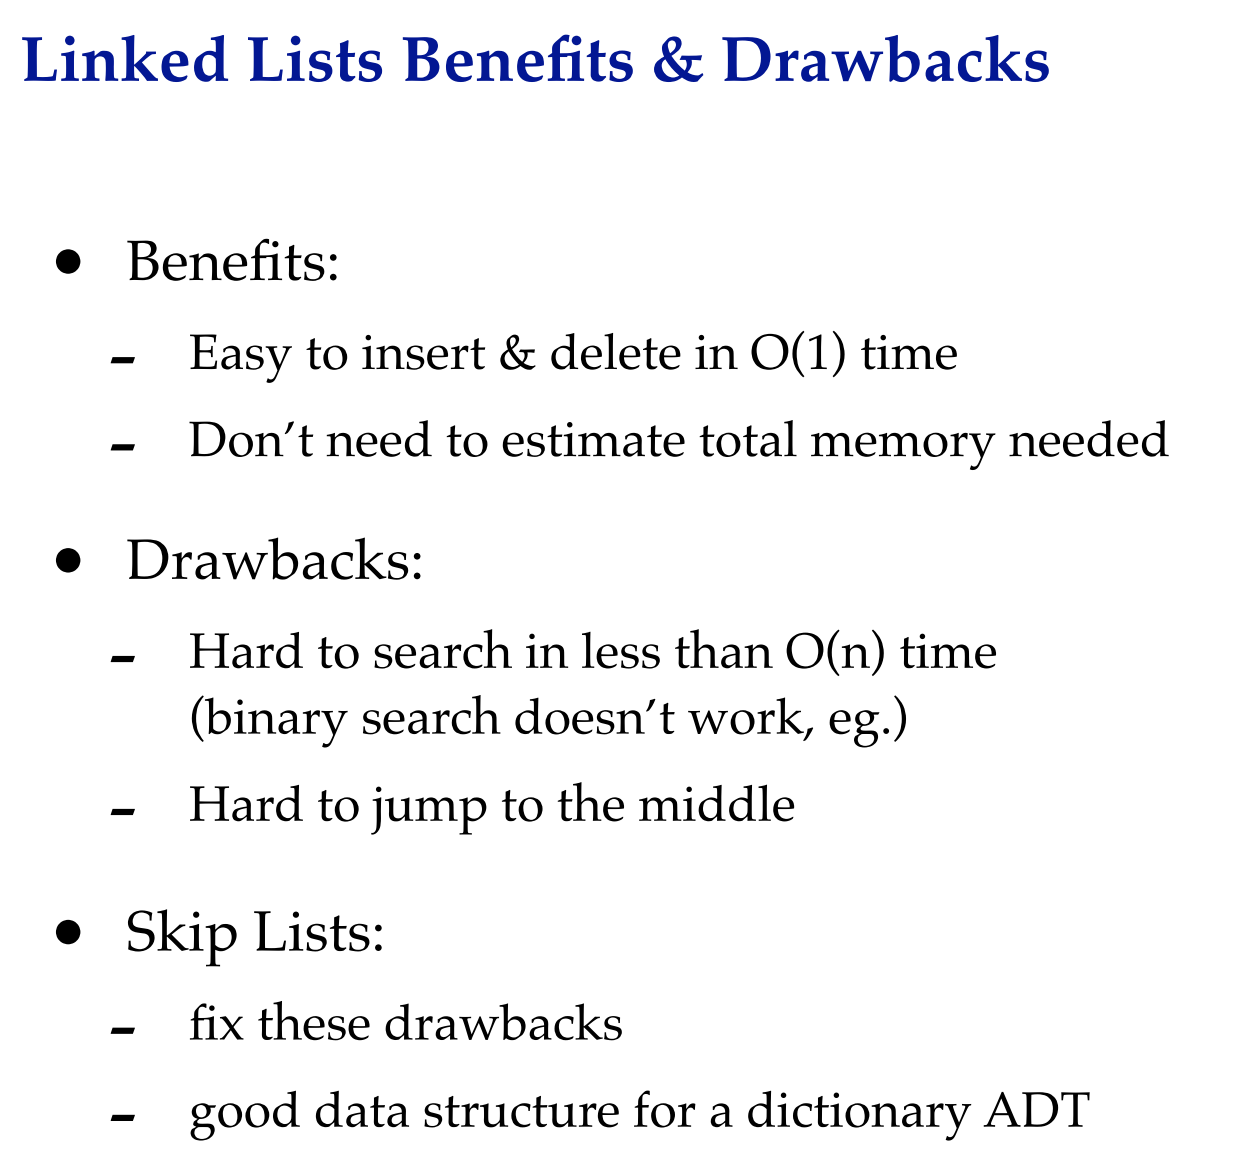 Linked Lists Benefits & Drawbacks
● Benefits:
– Easy to insert & delete in O(1) time
– Don’t need to estimate total memory needed
● Drawbacks:
– Hard to search in less than O(n) time
(binary search doesn’t work, eg.)
– Hard to jump to the middle
● Skip Lists:
– fix these drawbacks
– good data structure for a dictionary ADT